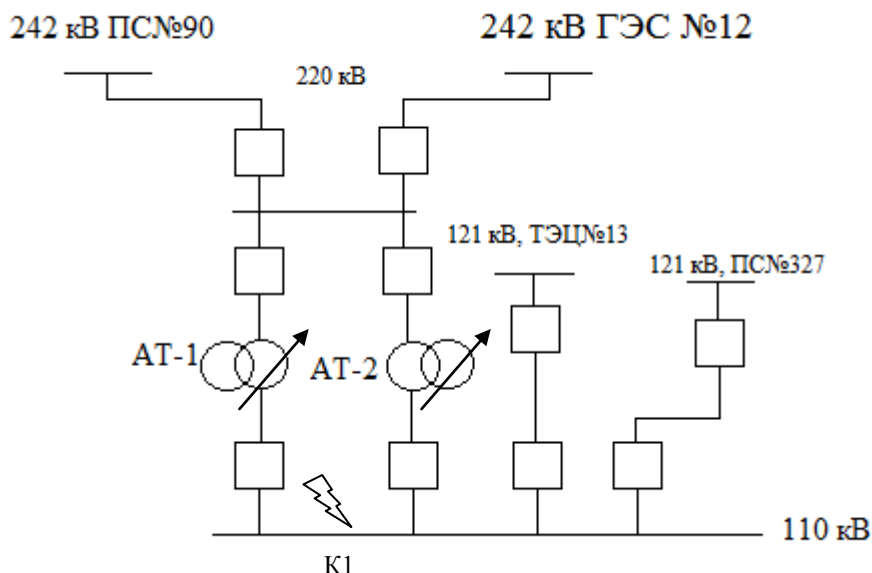 242 кВ ПС№90
242 кВ ГЭС №12
220 кВ
121 кВ, ТЭЦ№13
121 кВ, ПС№327
АТ-1
АТ-2
110 кВ
К1